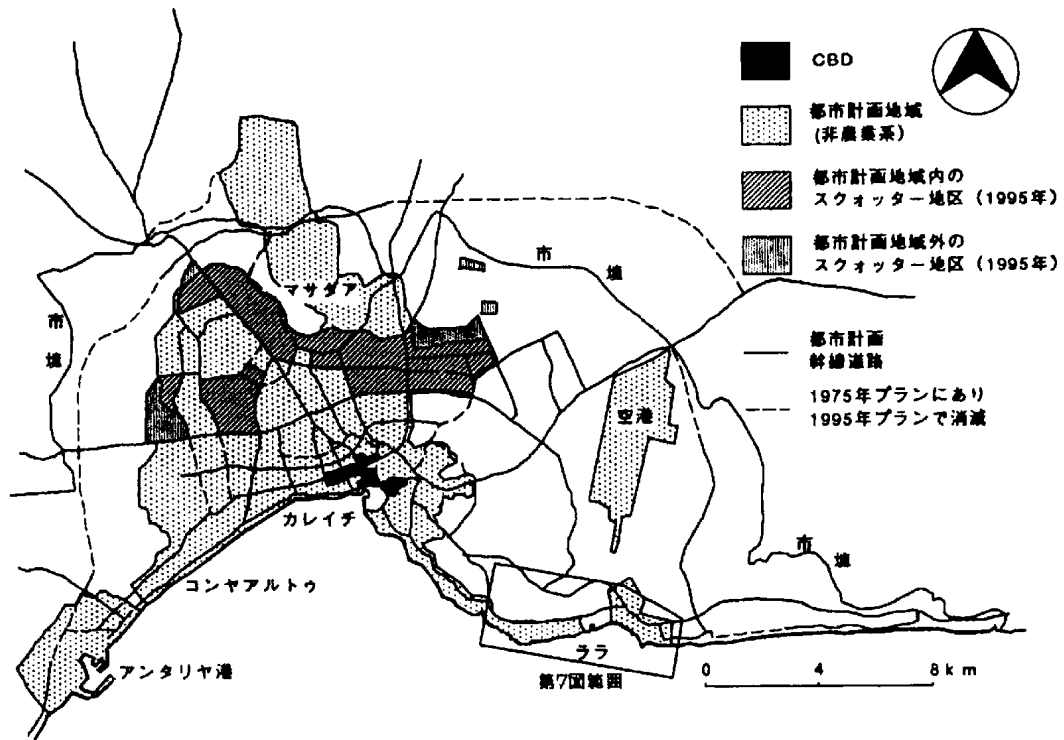 CBD
都市計画地域
(非農業系)
都市計画地域内の
スクォッター地区 (1995年)
都市計画地域外の
スクォッター地区 (1995年)
都市計画
幹線道路
1975年プランにあり
1995年プランで消滅
市
境
マサダア
市
境
空港
カレイチ
市
境
コンヤアルトゥ
アンタリヤ港
ララ
第7図範囲
0 4 8km